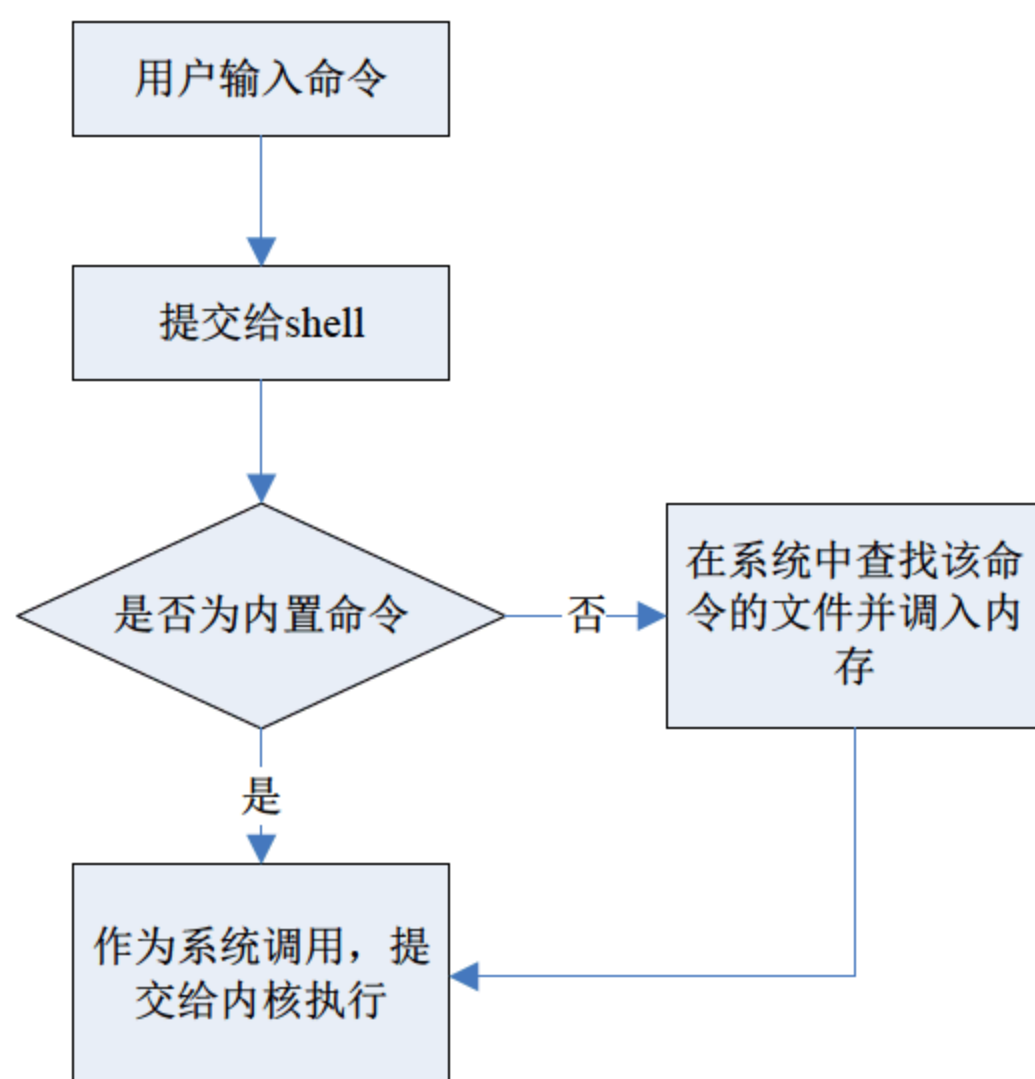 用户输入命令
提交给shell
是否为内置命令
否
在系统中查找该命
令的文件并调入内
存
是
作为系统调用，提
交给内核执行